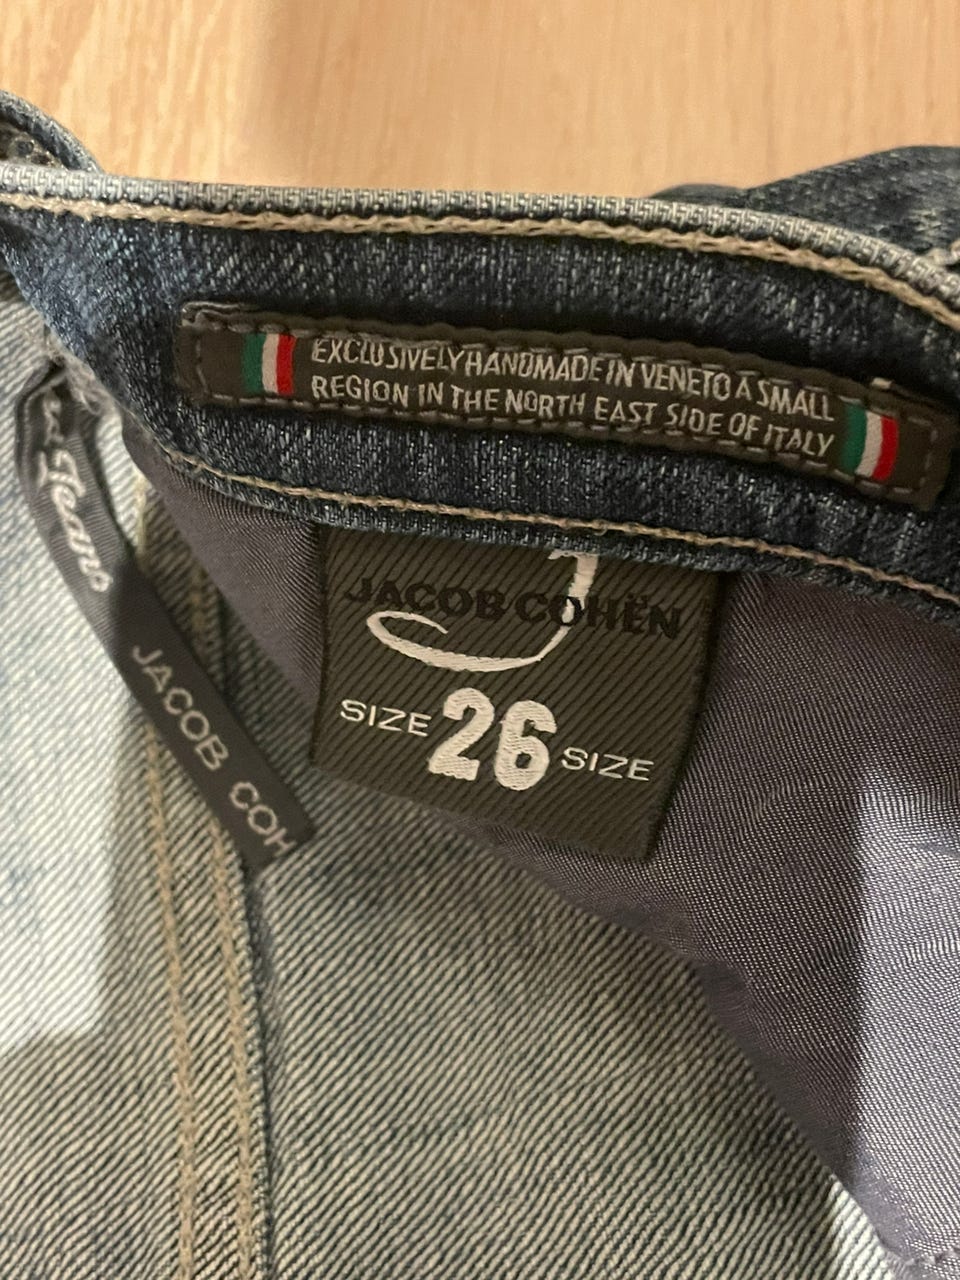 EXCLUSIVELY HANDMADE IN VENETO A SMALL
REGION IN THE NORTH EAST SIDE OF ITALY
J
JACOB COHËN
SIZE 26 SIZE
Jeans
JACOB COH